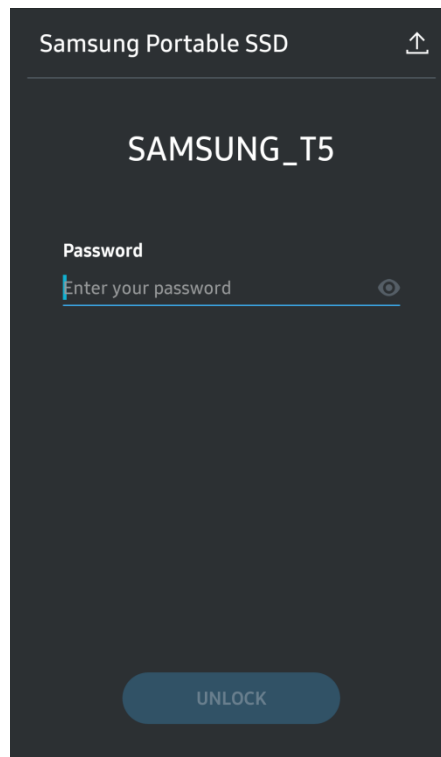 Samsung Portable SSD
SAMSUNG_T5
Password
Enter your password
UNLOCK